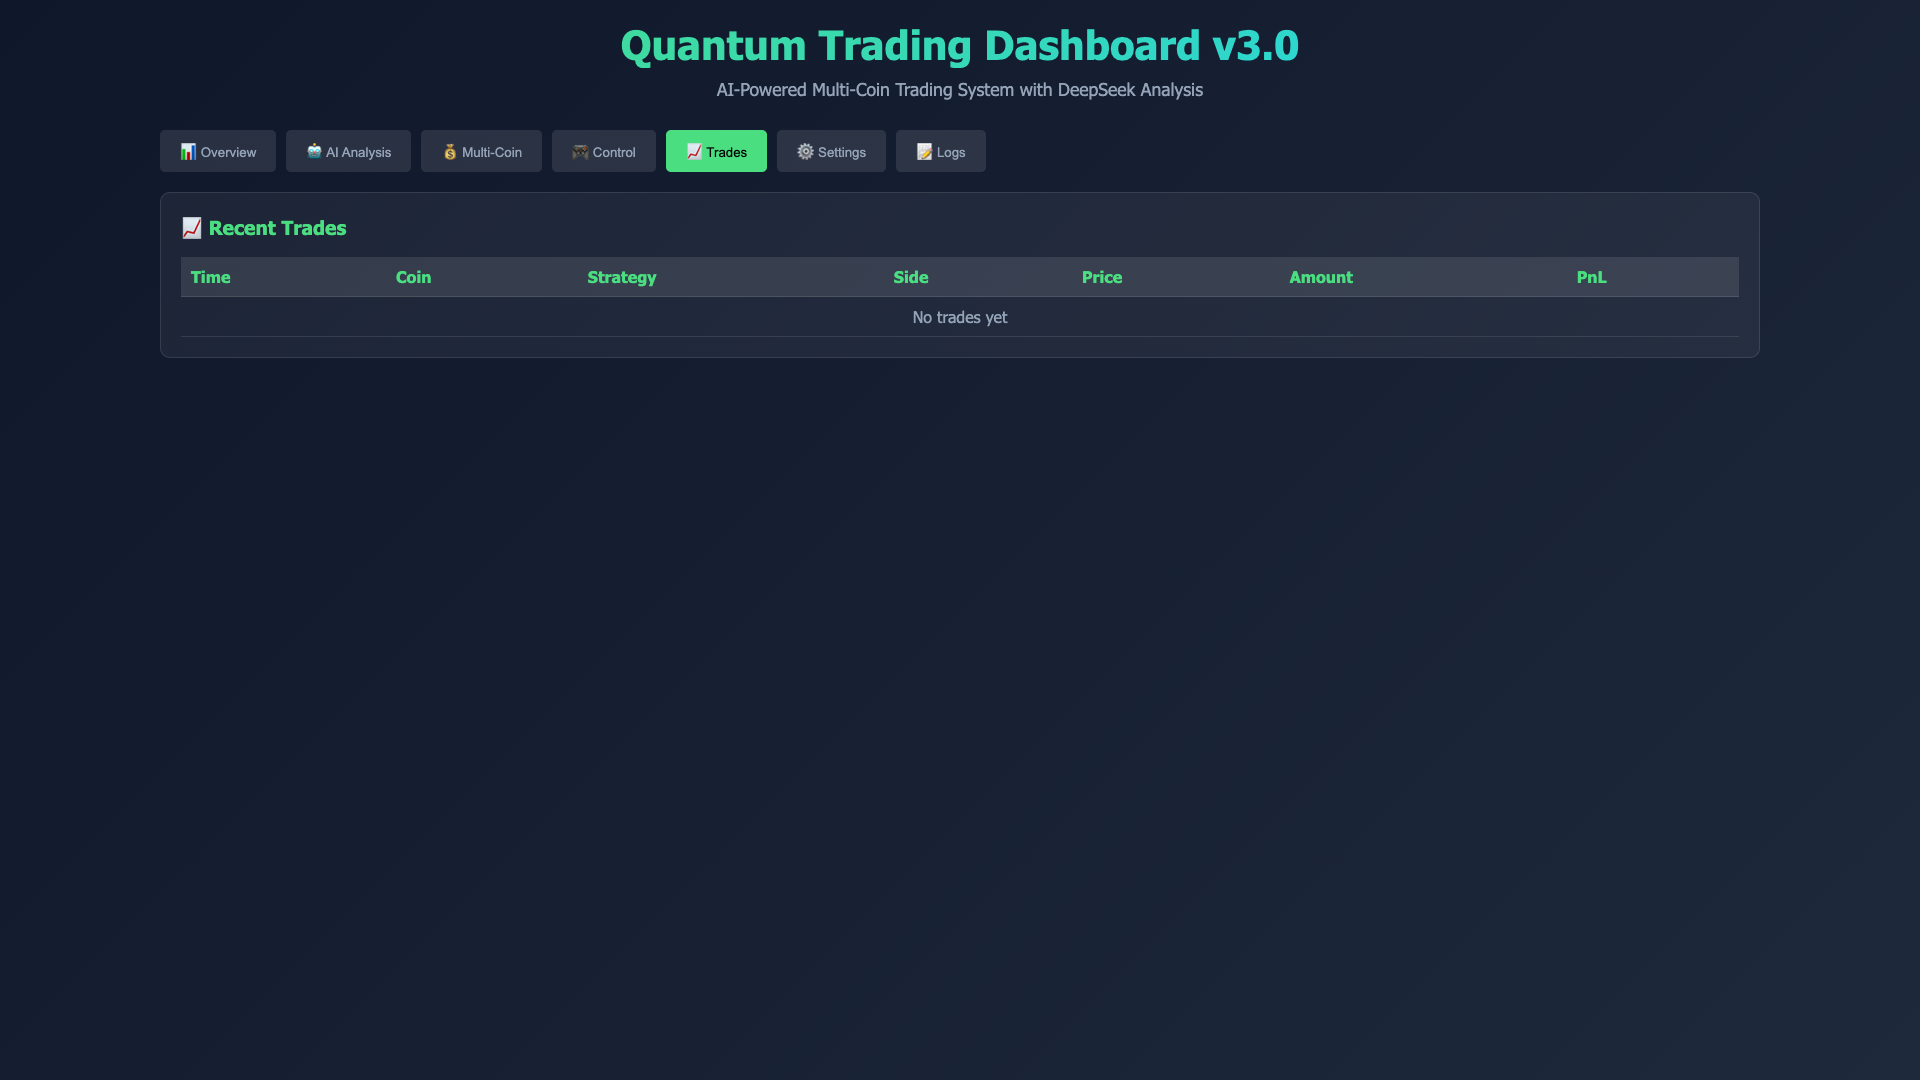 Quantum Trading Dashboard v3.0
AI-Powered Multi-Coin Trading System with DeepSeek Analysis
📊 Overview 🤖 AI Analysis 💰 Multi-Coin 🎮 Control 📈 Trades ⚙️ Settings 📝 Logs
📈 Recent Trades
Time Coin Strategy Side Price Amount PnL
No trades yet